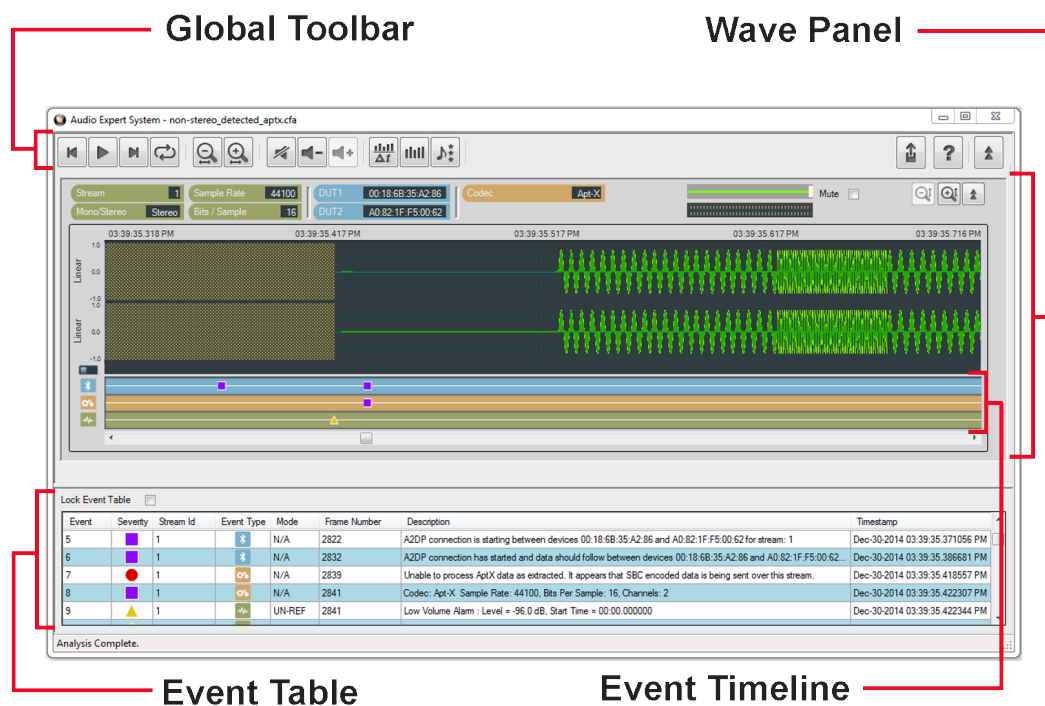 Global Toolbar
Wave Panel
Audio Expert System - non-stereo_detected_aptx.cfa
Δt
Stream 1
Sample Rate 44100
DUT1 00:18:6B:35:A2:86
Codec Apt-X
Mute
Mono/Stereo Stereo
Bits / Sample 16
DUT2 A0:82:1F:F5:00:62
03:39:35.318 PM 03:39:35.417 PM 03:39:35.517 PM 03:39:35.617 PM 03:39:35.716 PM
1.0
Linear
0.0
-1.0
1.0
Linear
0.0
-1.0
Lock Event Table
Event Severity Stream Id Event Type Mode Frame Number Description Timestamp
5 1 N/A 2822 A2DP connection is starting between devices 00:18:6B:35:A2:86 and A0:82:1F:F5:00:62 for stream: 1 Dec-30-2014 03:39:35.371056 PM
6 1 N/A 2832 A2DP connection has started and data should follow between devices 00:18:6B:35:A2:86 and A0:82:1F:F5:00:62... Dec-30-2014 03:39:35.386681 PM
7 1 N/A 2839 Unable to process AptX data as extracted. It appears that SBC encoded data is being sent over this stream. Dec-30-2014 03:39:35.418557 PM
8 1 N/A 2841 Codec: Apt-X Sample Rate: 44100, Bits Per Sample: 16, Channels: 2 Dec-30-2014 03:39:35.422307 PM
9 1 UN-REF 2841 Low Volume Alarm : Level = -96.0 dB, Start Time = 00:00.000000 Dec-30-2014 03:39:35.422344 PM
Analysis Complete.
Event Table
Event Timeline